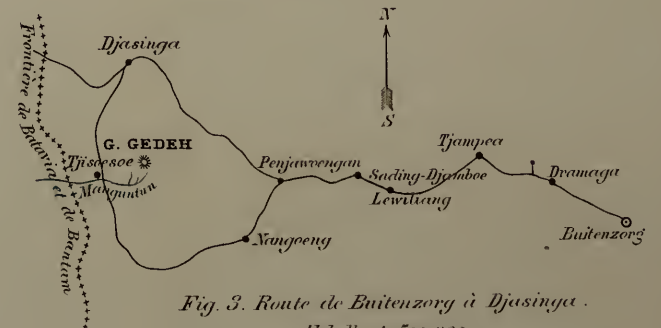 N
S
Djasinga
Frontière de Batavia et de Bantam
G. GEDEH
Tjisoesoe
Manguntun
Penjawoengan
Sading-Djamboe
Lewiliang
Tjampea
Dramaga
Buitenzorg
Nangoeng
Fig. 3. Route de Buitenzorg à Djasinga.